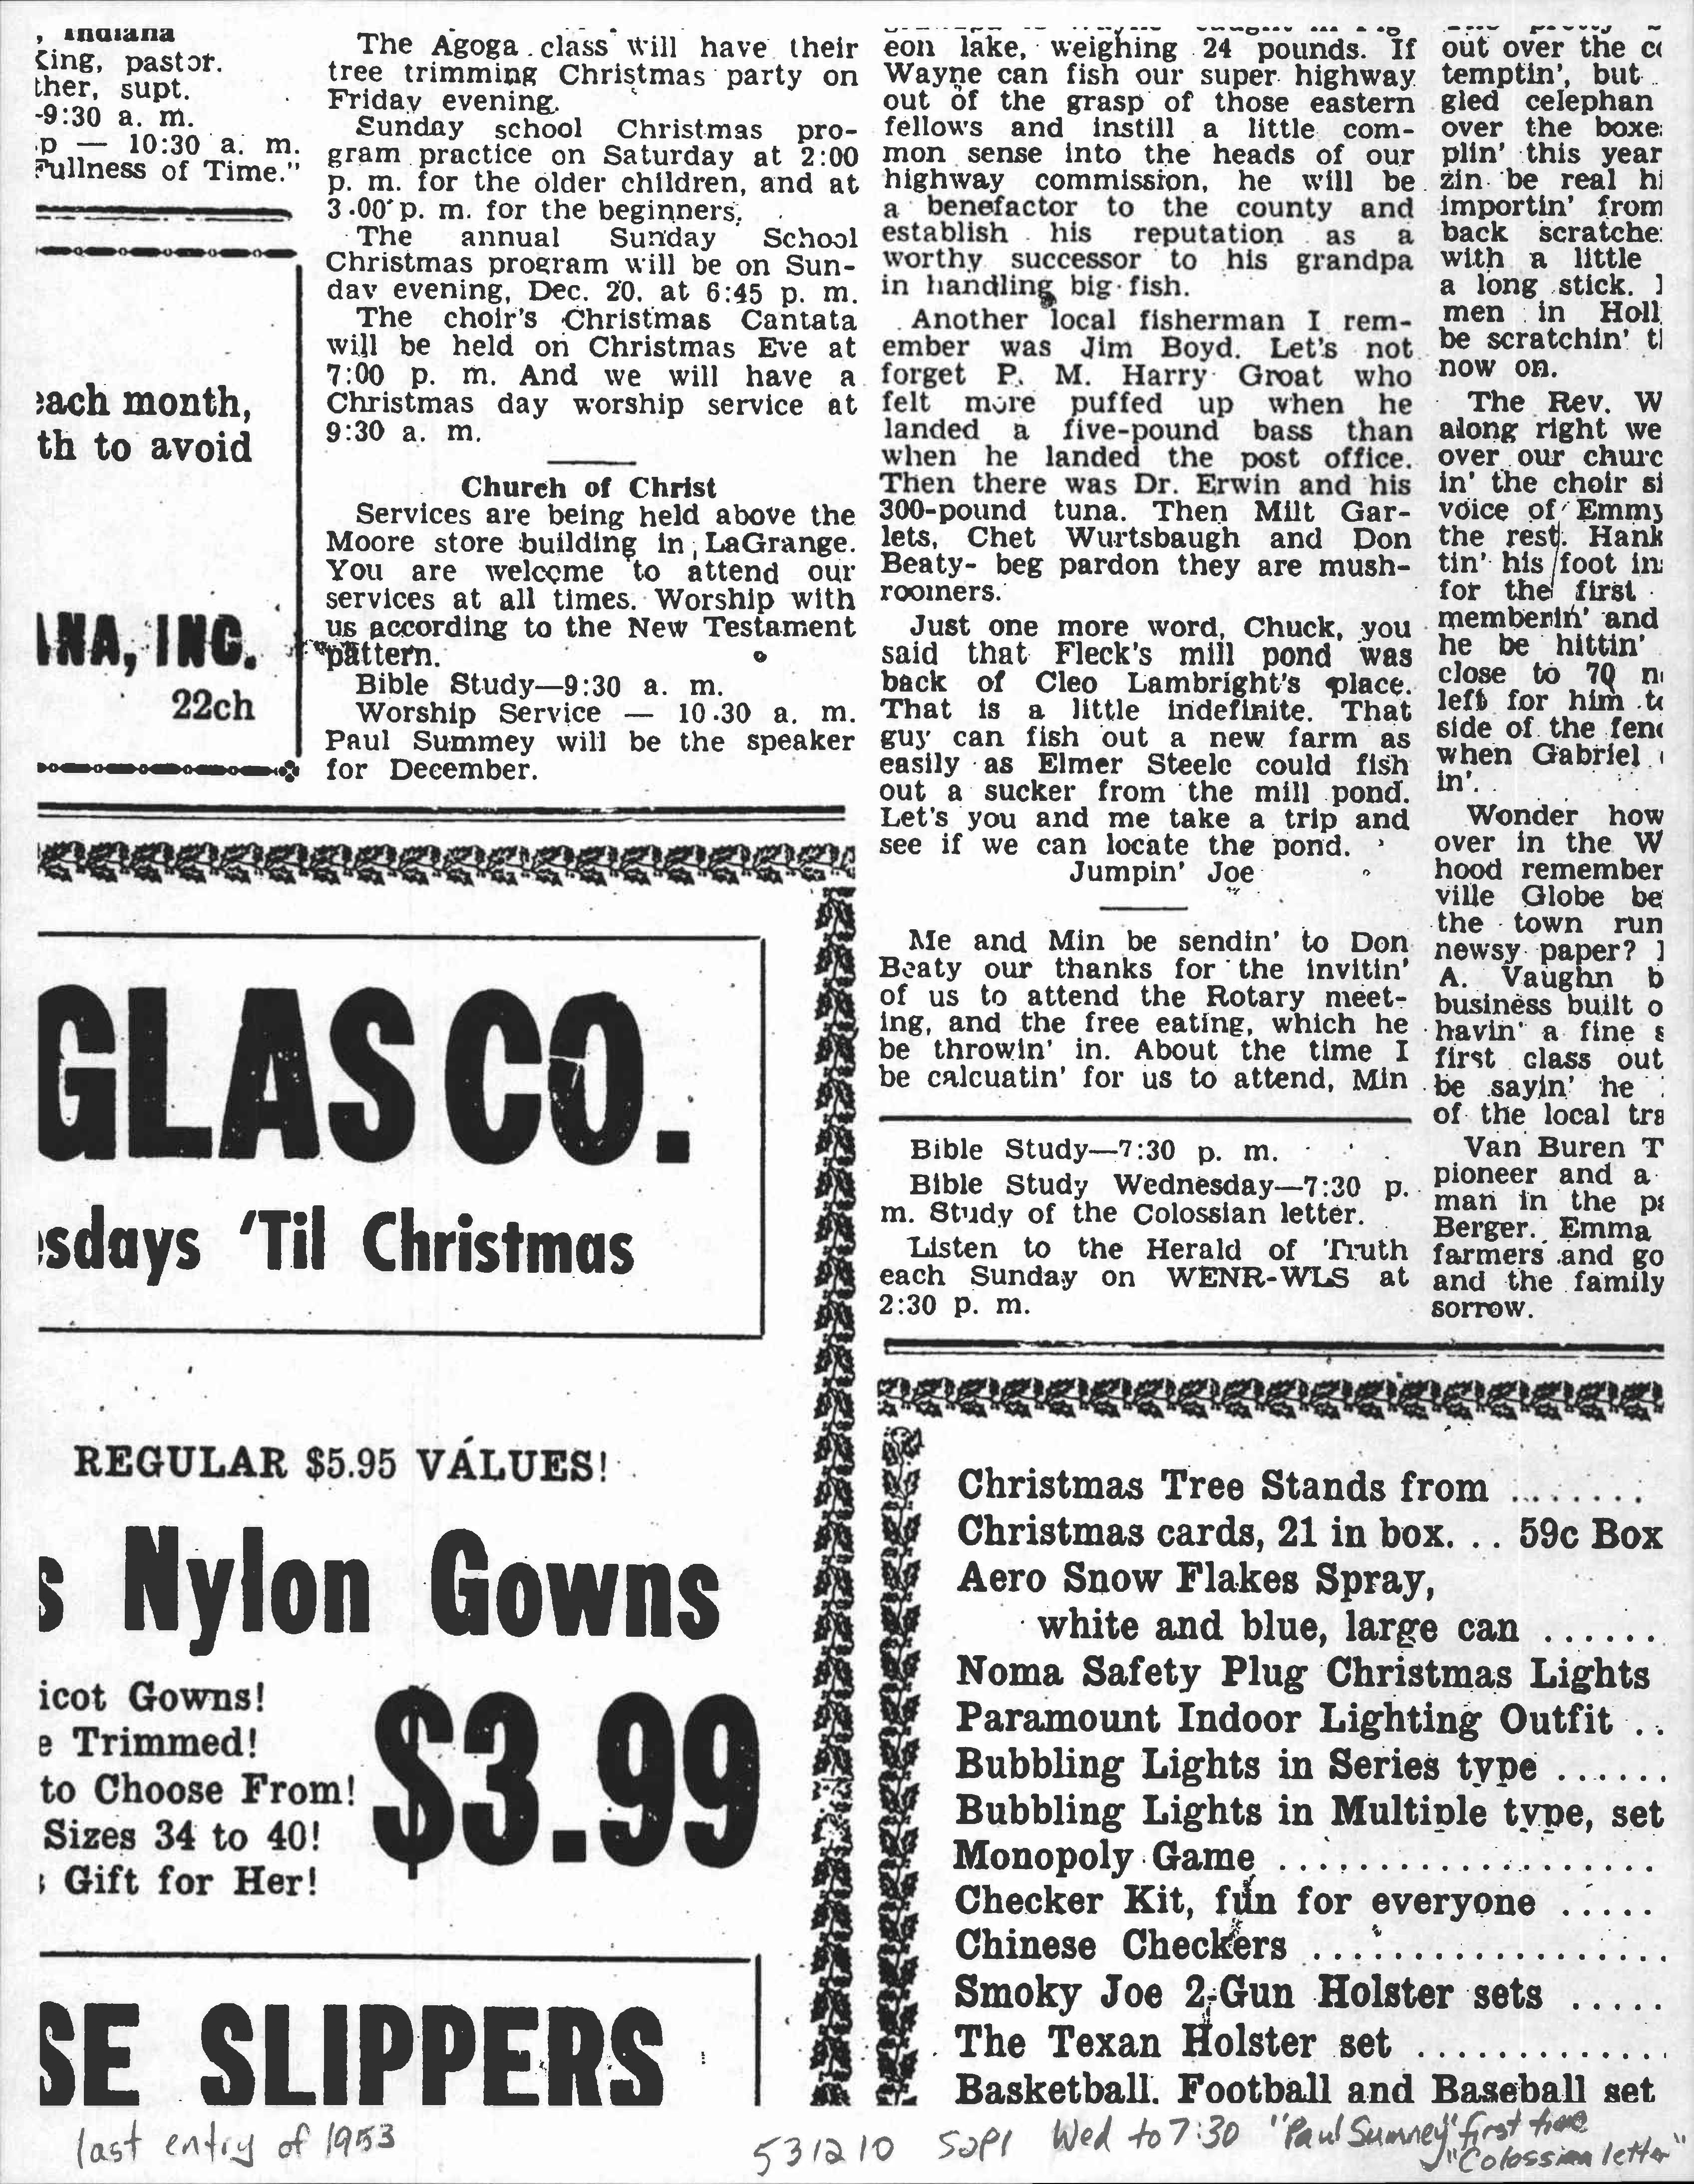 , Indiana
King, pastor.
ther, supt.
-9:30 a. m.
p — 10:30 a. m.
Fullness of Time."
each month,
th to avoid
INA, INC.
22ch
The Agoga class will have their
tree trimming Christmas party on
Friday evening.
Sunday school Christmas pro-
gram practice on Saturday at 2:00
p. m. for the older children, and at
3.00 p. m. for the beginners.
The annual Sunday School
Christmas program will be on Sun-
day evening, Dec. 20, at 6:45 p. m.
The choir's Christmas Cantata
will be held on Christmas Eve at
7:00 p. m. And we will have a
Christmas day worship service at
9:30 a. m.
Church of Christ
Services are being held above the
Moore store building in LaGrange.
You are welcome to attend our
services at all times. Worship with
us according to the New Testament
pattern.
Bible Study—9:30 a. m.
Worship Service — 10.30 a. m.
Paul Summey will be the speaker
for December.
eon lake, weighing 24 pounds. If
Wayne can fish our super highway
out of the grasp of those eastern
fellows and instill a little com-
mon sense into the heads of our
highway commission, he will be
a benefactor to the county and
establish his reputation as a
worthy successor to his grandpa
in handling big fish.
Another local fisherman I rem-
ember was Jim Boyd. Let's not
forget P. M. Harry Groat who
felt more puffed up when he
landed a five-pound bass than
when he landed the post office.
Then there was Dr. Erwin and his
300-pound tuna. Then Milt Gar-
lets, Chet Wurtsbaugh and Don
Beaty- beg pardon they are mush-
roomers.
Just one more word, Chuck, you
said that Fleck's mill pond was
back of Cleo Lambright's place.
That is a little indefinite. That
guy can fish out a new farm as
easily as Elmer Steele could fish
out a sucker from the mill pond.
Let's you and me take a trip and
see if we can locate the pond.
Jumpin' Joe
Me and Min be sendin' to Don
Beaty our thanks for the invitin'
of us to attend the Rotary meet-
ing, and the free eating, which he
be throwin' in. About the time I
be calcuatin' for us to attend, Min
Bible Study—7:30 p. m.
Bible Study Wednesday—7:30 p.
m. Study of the Colossian letter.
Listen to the Herald of Truth
each Sunday on WENR-WLS at
2:30 p. m.
out over the co
temptin', but
gled celephan
over the boxe
plin' this year
zin be real hi
importin' from
back scratche
with a little
a long stick. I
men in Holl
be scratchin' tl
now on.
The Rev. W
along right we
over our churc
in' the choir si
voice of Emmy
the rest. Hank
tin' his foot in
for the first
memberin' and
he be hittin'
close to 70 n
left for him to
side of the fenc
when Gabriel
in'.
Wonder how
over in the W
hood remember
ville Globe be
the town run
newsy paper? I
A. Vaughn b
business built o
havin' a fine s
first class out
be sayin' he
of the local tra
Van Buren T
pioneer and a
man in the pa
Berger. Emma
farmers and go
and the family
sorrow.
GLAS CO.
sdays 'Til Christmas
REGULAR $5.95 VALUES!
s Nylon Gowns
icot Gowns!
e Trimmed!
to Choose From!
Sizes 34 to 40!
s Gift for Her!
$3.99
SE SLIPPERS
Christmas Tree Stands from ........
Christmas cards, 21 in box. .. 59c Box
Aero Snow Flakes Spray,
white and blue, large can ......
Noma Safety Plug Christmas Lights
Paramount Indoor Lighting Outfit ..
Bubbling Lights in Series type ......
Bubbling Lights in Multiple type, set
Monopoly Game ...................
Checker Kit, fun for everyone .....
Chinese Checkers .................
Smoky Joe 2-Gun Holster sets .....
The Texan Holster set .............
Basketball. Football and Baseball set
last entry of 1953
531210 S2P1 Wed to 7:30 "Paul Sumney" first time
"Colossian letter"